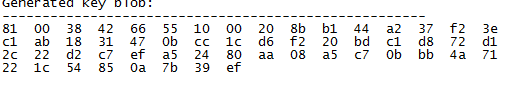 Generated key blob:
------------------------------------------------------
81 00 38 42 66 55 10 00 20 8b b1 44 a2 37 f2 3e
c1 ab 18 31 47 0b cc 1c d6 f2 20 bd c1 d8 72 d1
2c 22 d2 c7 ef a5 24 80 aa 08 a5 c7 0b bb 4a 71
22 1c 54 85 0a 7b 39 ef